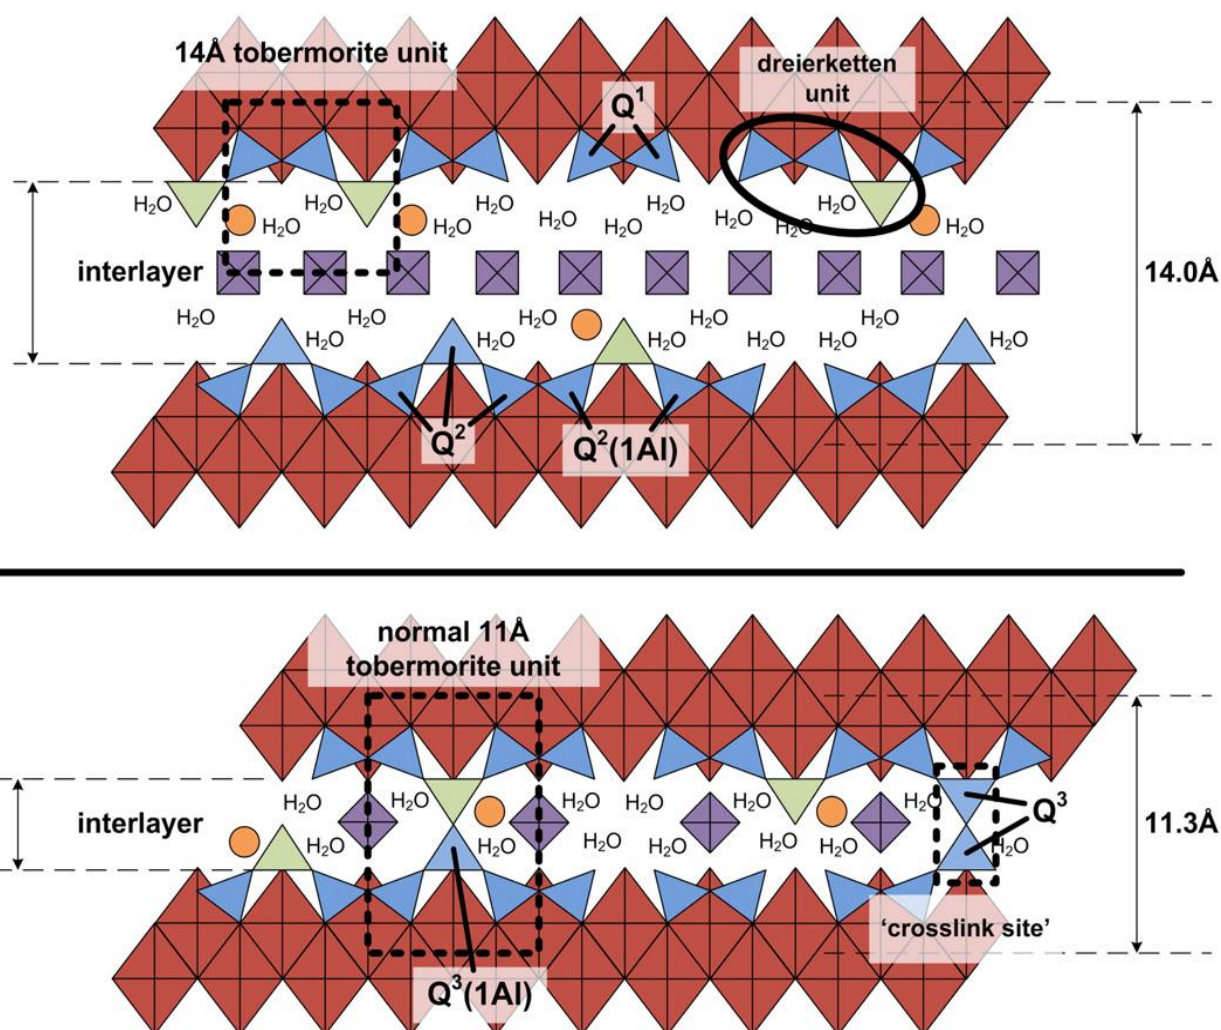 14Å tobermorite unit
dreierketten
unit
Q¹
H₂O H₂O H₂O H₂O H₂O H₂O
H₂O H₂O H₂O H₂O H₂O H₂O
interlayer
14.0Å
H₂O H₂O H₂O H₂O H₂O
H₂O H₂O H₂O H₂O H₂O H₂O
Q²
Q²(1Al)
normal 11Å
tobermorite unit
H₂O H₂O H₂O H₂O H₂O
interlayer
Q³
11.3Å
H₂O H₂O H₂O H₂O H₂O H₂O
'crosslink site'
Q³(1Al)